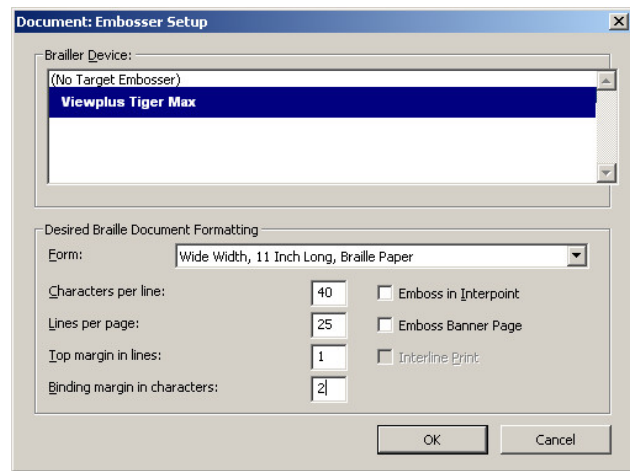 Document: Embosser Setup
Brailler Device:
(No Target Embosser)
Viewplus Tiger Max
Desired Braille Document Formatting
Form: Wide Width, 11 Inch Long, Braille Paper
Characters per line: 40 Emboss in Interpoint
Lines per page: 25 Emboss Banner Page
Top margin in lines: 1 Interline Print
Binding margin in characters: 2
OK Cancel